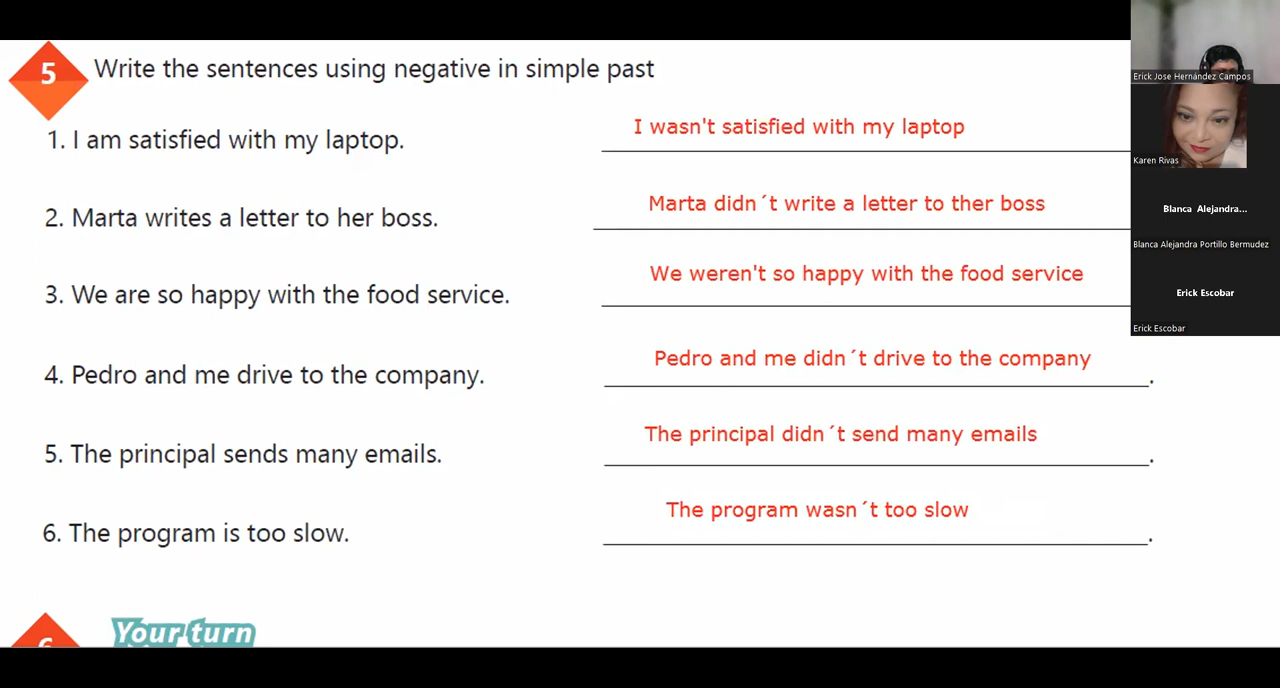 5 Write the sentences using negative in simple past
1. I am satisfied with my laptop.
I wasn't satisfied with my laptop
2. Marta writes a letter to her boss.
Marta didn´t write a letter to ther boss
3. We are so happy with the food service.
We weren't so happy with the food service
4. Pedro and me drive to the company.
Pedro and me didn´t drive to the company
.
5. The principal sends many emails.
The principal didn´t send many emails
.
6. The program is too slow.
The program wasn´t too slow
.
6 Your turn
Erick Jose Hernández Campos
Karen Rivas
Blanca Alejandra...
Blanca Alejandra Portillo Bermudez
Erick Escobar
Erick Escobar